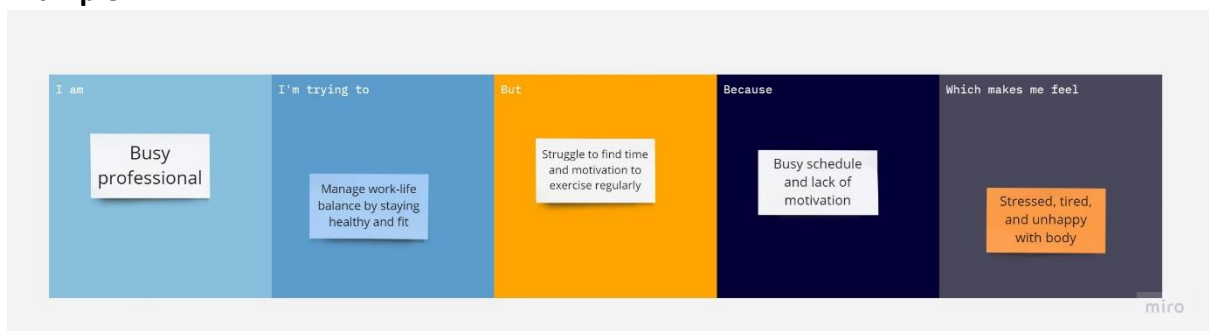 I am
Busy
professional
I'm trying to
Manage work-life
balance by staying
healthy and fit
But
Struggle to find time
and motivation to
exercise regularly
Because
Busy schedule
and lack of
motivation
Which makes me feel
Stressed, tired,
and unhappy
with body
miro